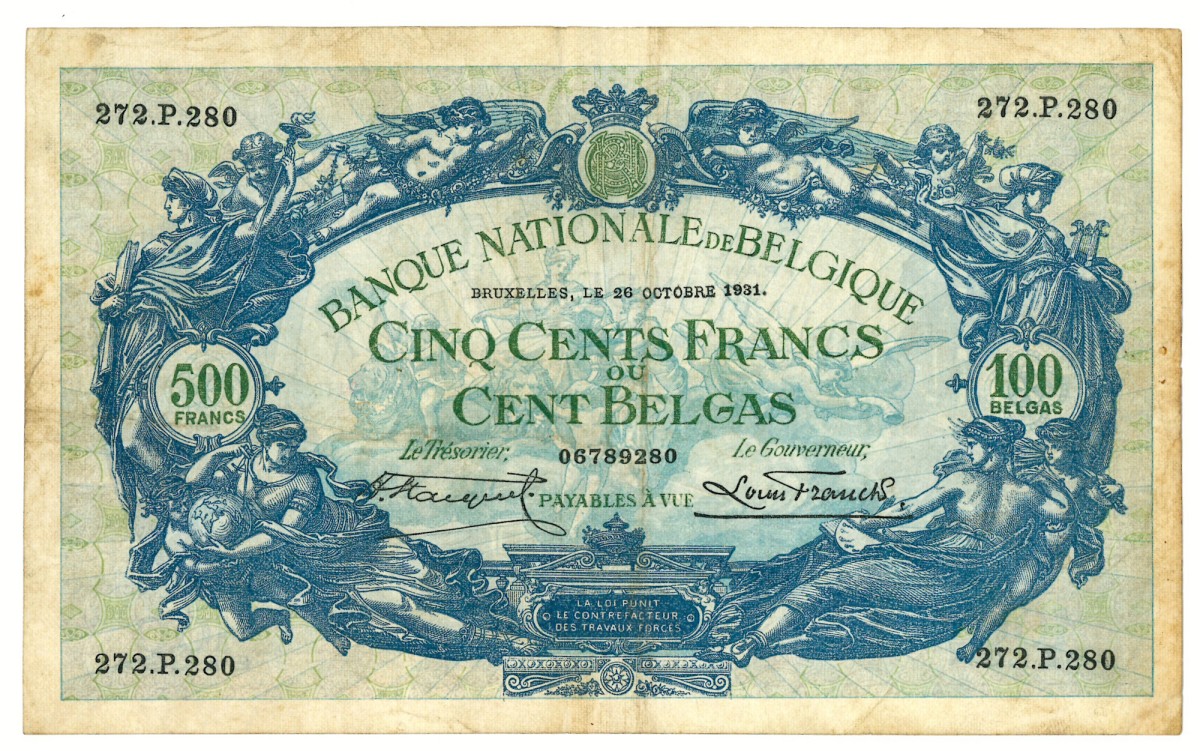 272.P.280
272.P.280
BANQUE NATIONALE DE BELGIQUE
BRUXELLES, LE 26 OCTOBRE 1931.
CINQ CENTS FRANCS
OU
CENT BELGAS
500
FRANCS
100
BELGAS
Le Trésorier,
06789280
Le Gouverneur,
PAYABLES À VUE
Louis Franck
LA LOI PUNIT
LE CONTREFACTEUR
DES TRAVAUX FORCÉS
272.P.280
272.P.280